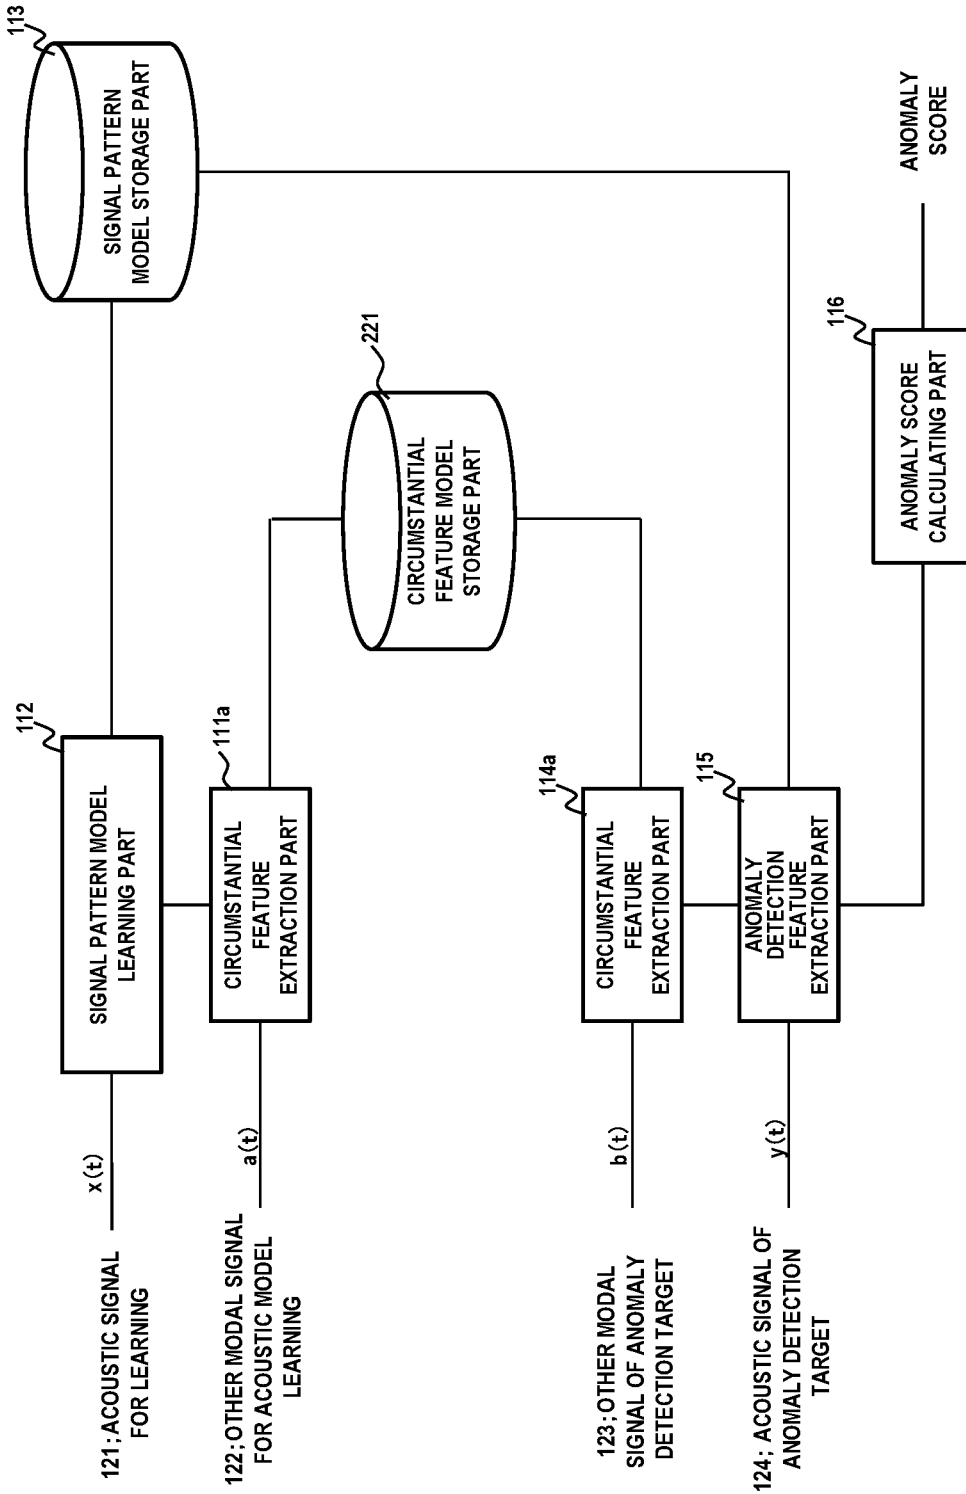 113
SIGNAL PATTERN
MODEL STORAGE PART
112
SIGNAL PATTERN MODEL
LEARNING PART
x(t)
121;ACOUSTIC SIGNAL
FOR LEARNING
111a
CIRCUMSTANTIAL
FEATURE
EXTRACTION PART
a(t)
122;OTHER MODAL SIGNAL
FOR ACOUSTIC MODEL
LEARNING
221
CIRCUMSTANTIAL
FEATURE MODEL
STORAGE PART
114a
CIRCUMSTANTIAL
FEATURE
EXTRACTION PART
b(t)
123;OTHER MODAL
SIGNAL OF ANOMALY
DETECTION TARGET
115
ANOMALY
DETECTION
FEATURE
EXTRACTION PART
y(t)
124; ACOUSTIC SIGNAL OF
ANOMALY DETECTION
TARGET
116
ANOMALY SCORE
CALCULATING PART
ANOMALY
SCORE